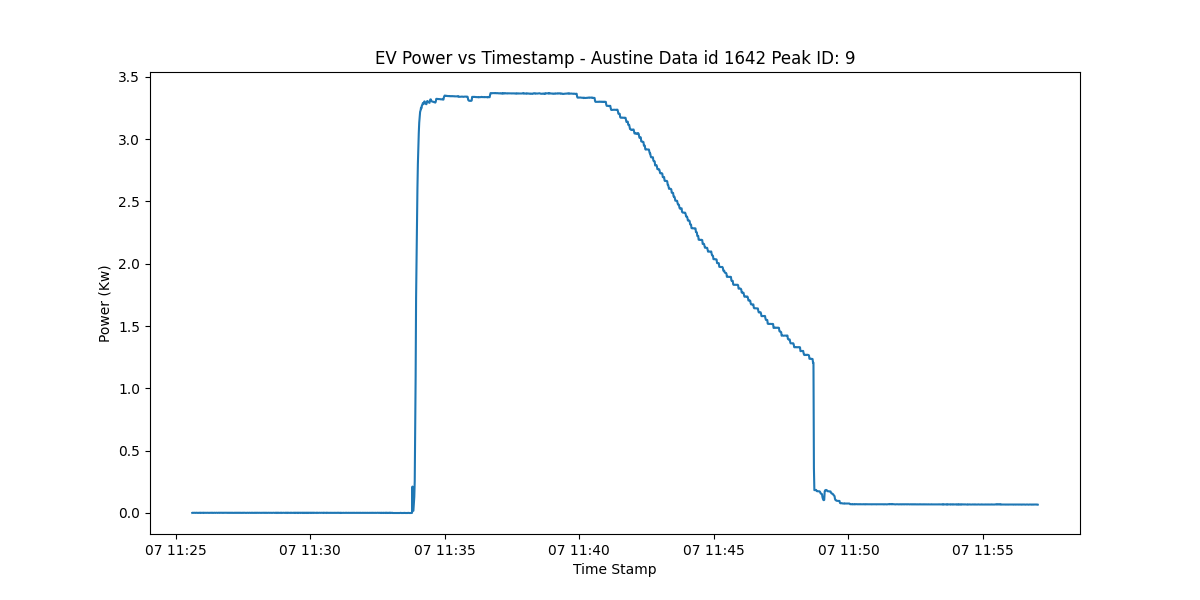 EV Power vs Timestamp - Austine Data id 1642 Peak ID: 9
3.5
3.0
2.5
2.0
1.5
1.0
0.5
0.0
Power (Kw)
07 11:25 07 11:30 07 11:35 07 11:40 07 11:45 07 11:50 07 11:55
Time Stamp